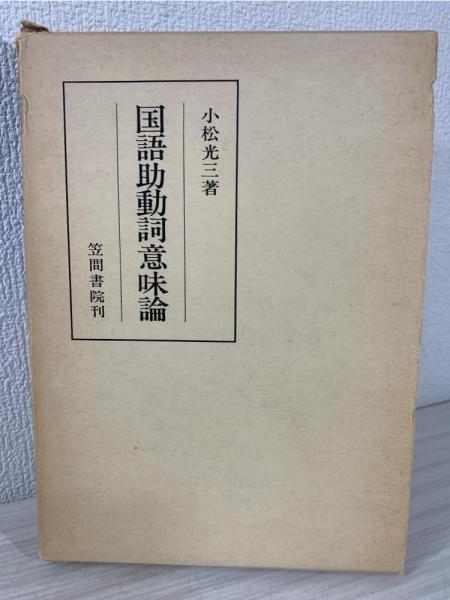 小松光三著
国語助動詞意味論
笠間書院刊